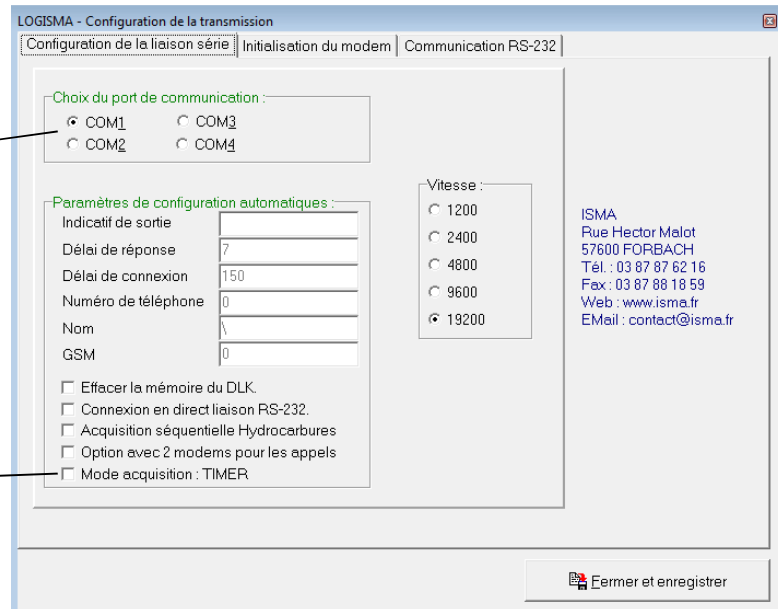 LOGISMA - Configuration de la transmission
Configuration de la liaison série
Initialisation du modem
Communication RS-232
Choix du port de communication :
COM1
COM3
COM2
COM4
Paramètres de configuration automatiques :
Indicatif de sortie
Délai de réponse 7
Délai de connexion 150
Numéro de téléphone 0
Nom \
GSM 0
Effacer la mémoire du DLK.
Connexion en direct liaison RS-232.
Acquisition séquentielle Hydrocarbures
Option avec 2 modems pour les appels
Mode acquisition : TIMER
Vitesse :
1200
2400
4800
9600
19200
ISMA
Rue Hector Malot
57600 FORBACH
Tél. : 03 87 87 62 16
Fax : 03 87 88 18 59
Web : www.isma.fr
EMail : contact@isma.fr
Fermer et enregistrer